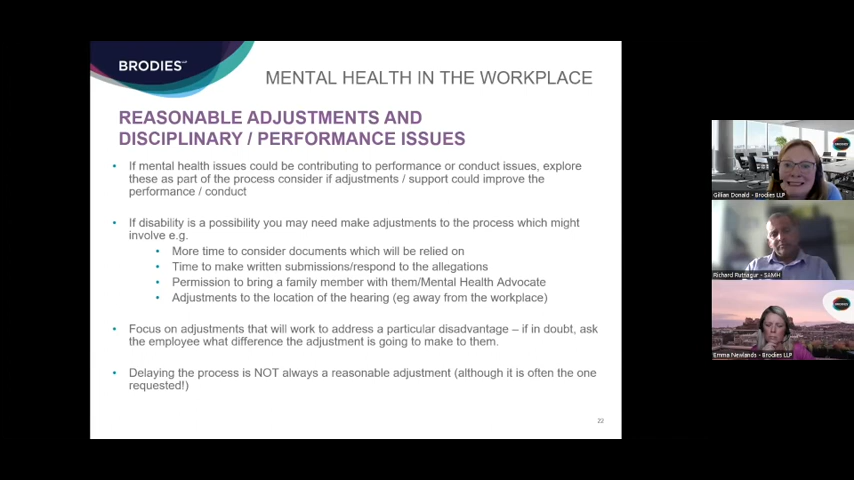 BRODIES LLP
MENTAL HEALTH IN THE WORKPLACE
REASONABLE ADJUSTMENTS AND
DISCIPLINARY / PERFORMANCE ISSUES
• If mental health issues could be contributing to performance or conduct issues, explore
these as part of the process consider if adjustments / support could improve the
performance / conduct
• If disability is a possibility you may need make adjustments to the process which might
involve e.g.
• More time to consider documents which will be relied on
• Time to make written submissions/respond to the allegations
• Permission to bring a family member with them/Mental Health Advocate
• Adjustments to the location of the hearing (eg away from the workplace)
• Focus on adjustments that will work to address a particular disadvantage – if in doubt, ask
the employee what difference the adjustment is going to make to them.
• Delaying the process is NOT always a reasonable adjustment (although it is often the one
requested!)
22
BRODIES
Gillian Donald - Brodies LLP
Richard - SAMH
BRODIES
Emma Newlands - Brodies LLP